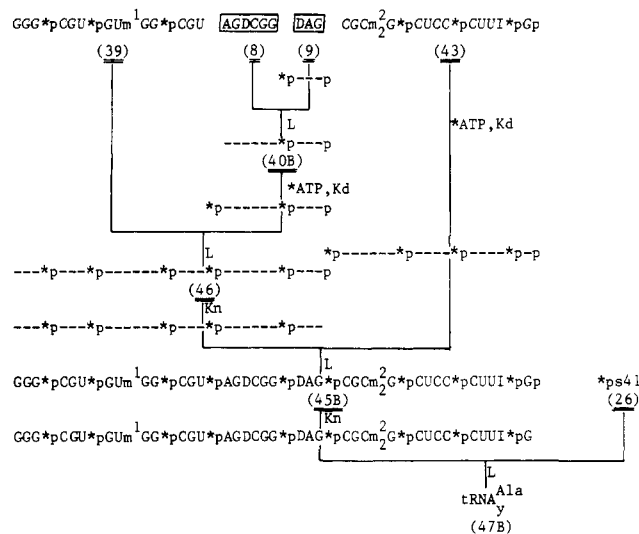 GGG*pCGU*pGUm¹GG*pCGU AGDCGG DAG CGCm₂²G*pCUCC*pCUUI*pGp
(39) (8) (9) (43)
*p----p
L *ATP,Kd
-----*p--p
(40B)
*ATP,Kd
*p------*p---p
L *p----*p----*p----*p-p
---*p---*p-----*p---*p------*p---p
(46)
Kn
---*p---*p-----*p---*p------*p---
L
GGG*pCGU*pGUm¹GG*pCGU*pAGDCGG*pDAG*pCGCm₂²G*pCUCC*pCUUI*pGp *ps41
(45B) (26)
Kn
GGG*pCGU*pGUm¹GG*pCGU*pAGDCGG*pDAG*pCGCm₂²G*pCUCC*pCUUI*pG
L
tRNAyAla
(47B)